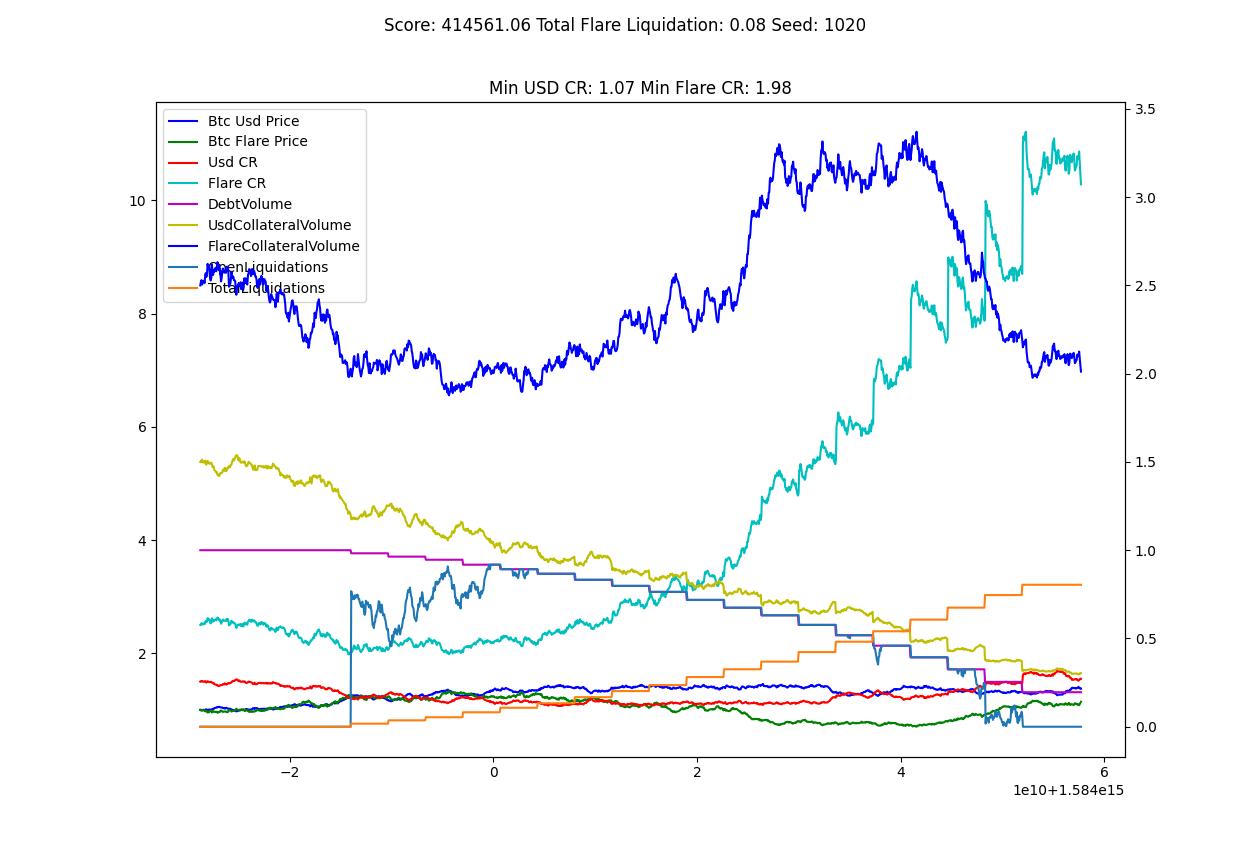 Score: 414561.06 Total Flare Liquidation: 0.08 Seed: 1020
Min USD CR: 1.07 Min Flare CR: 1.98
Btc Usd Price
Btc Flare Price
Usd CR
Flare CR
DebtVolume
UsdCollateralVolume
FlareCollateralVolume
OpenLiquidations
TotalLiquidations
10
8
6
4
2
3.5
3.0
2.5
2.0
1.5
1.0
0.5
0.0
−2
0
2
4
6
1e10+1.584e15